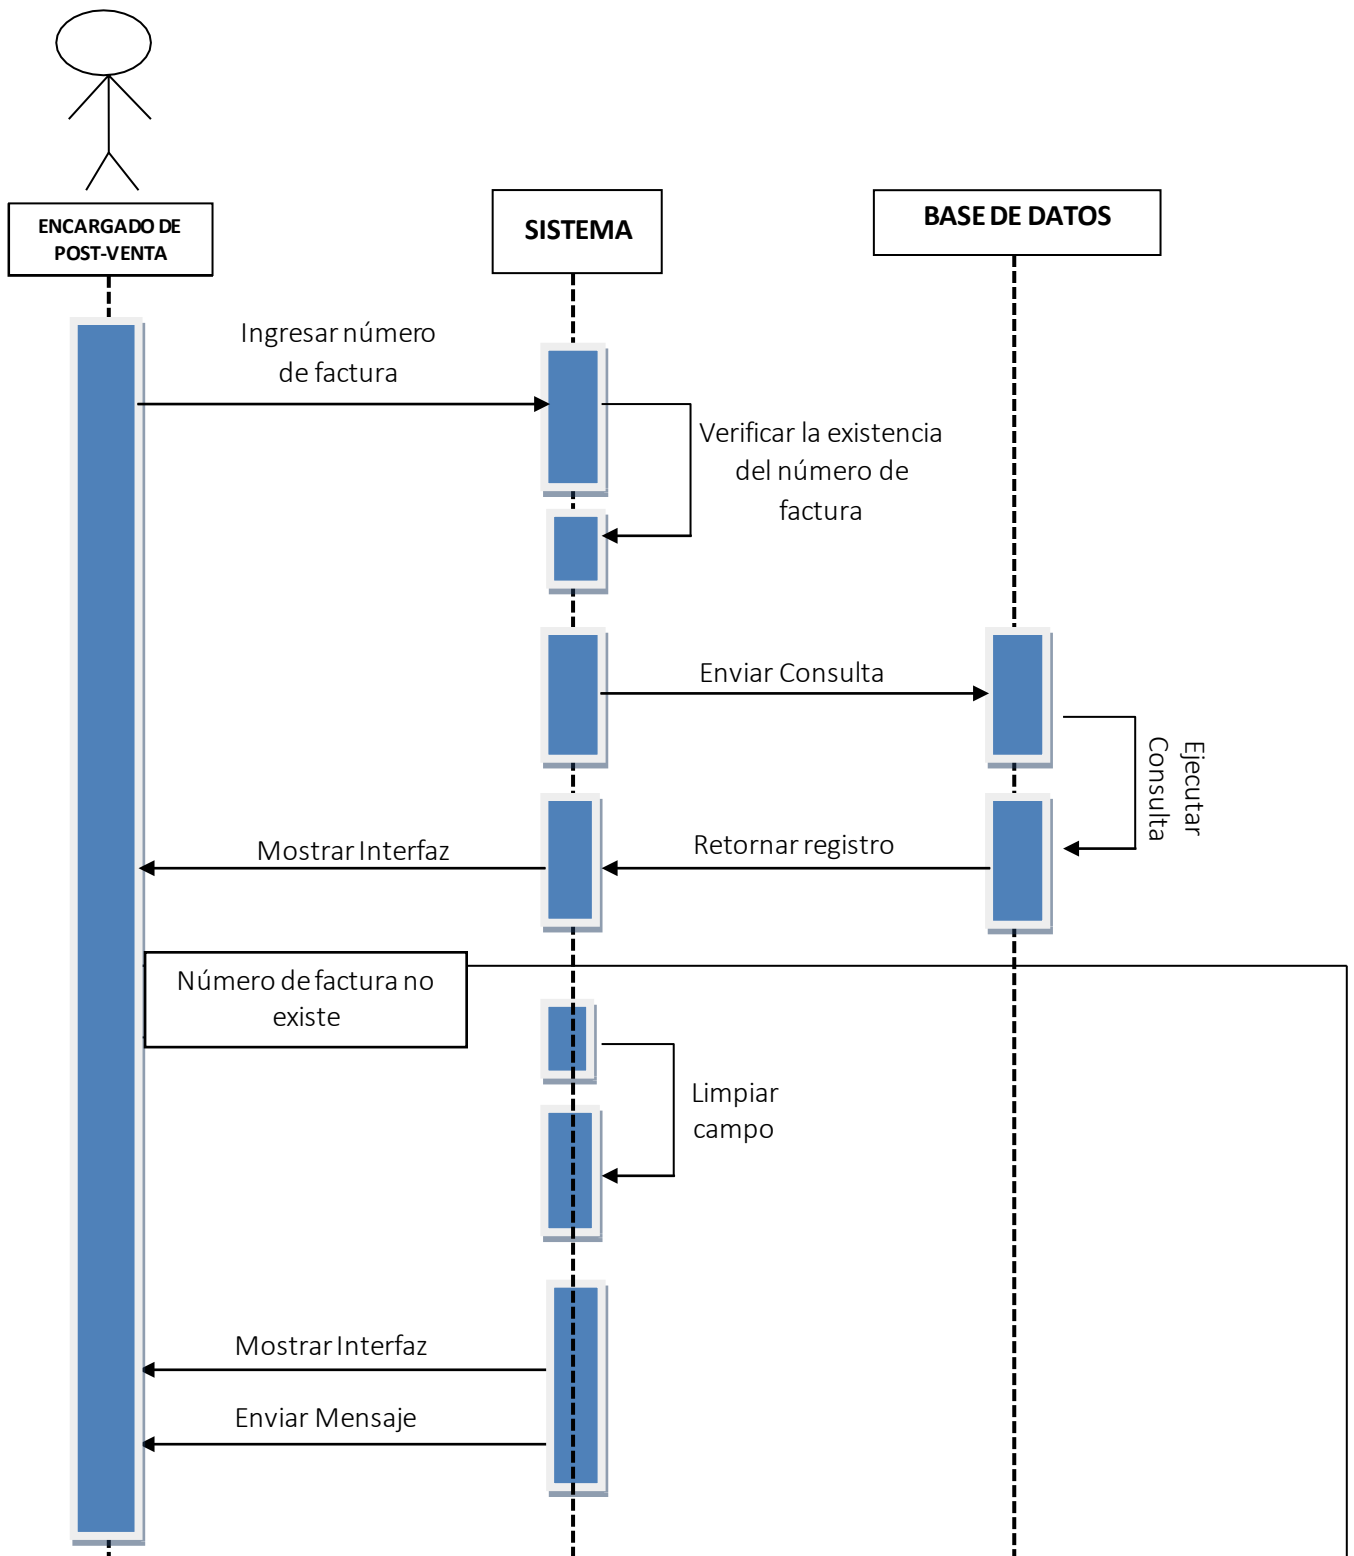 ENCARGADO DE
POST-VENTA
SISTEMA
BASE DE DATOS
Ingresar número
de factura
Verificar la existencia
del número de
factura
Enviar Consulta
Ejecutar
Consulta
Mostrar Interfaz
Retornar registro
Número de factura no
existe
Limpiar
campo
Mostrar Interfaz
Enviar Mensaje